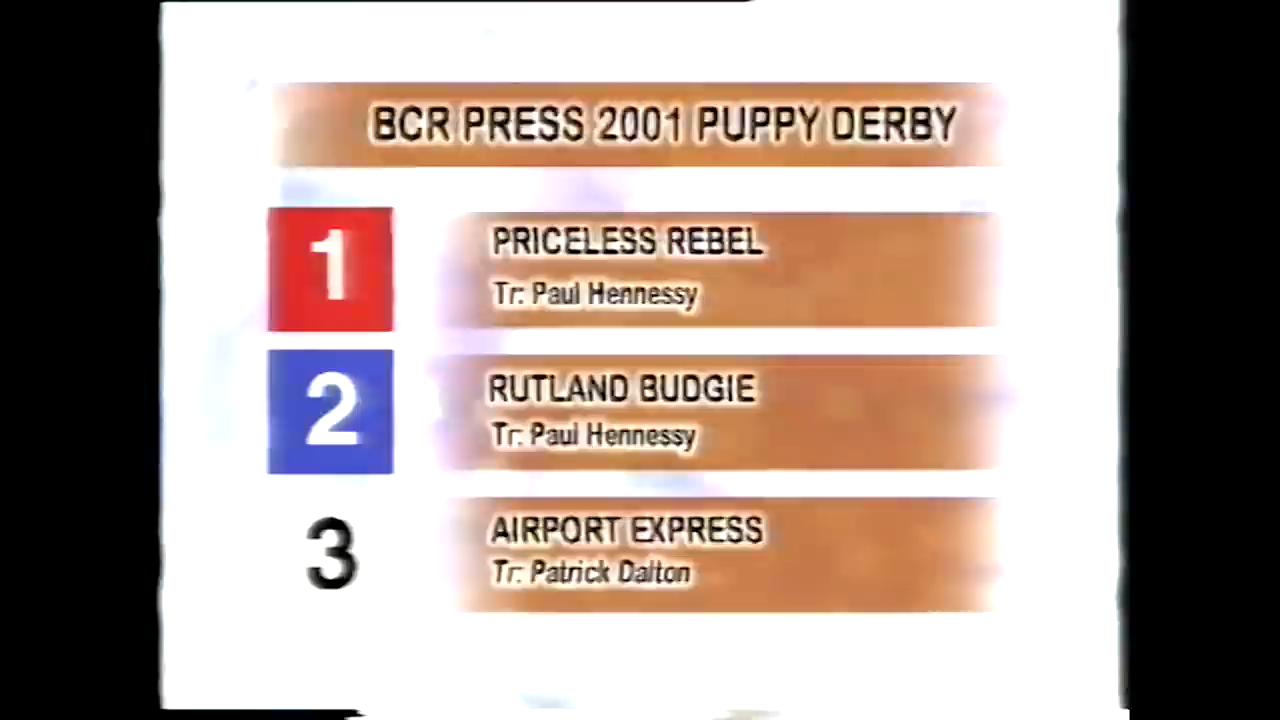 BCR PRESS 2001 PUPPY DERBY
1
PRICELESS REBEL
Tr: Paul Hennessy
2
RUTLAND BUDGIE
Tr: Paul Hennessy
3
AIRPORT EXPRESS
Tr: Patrick Dalton